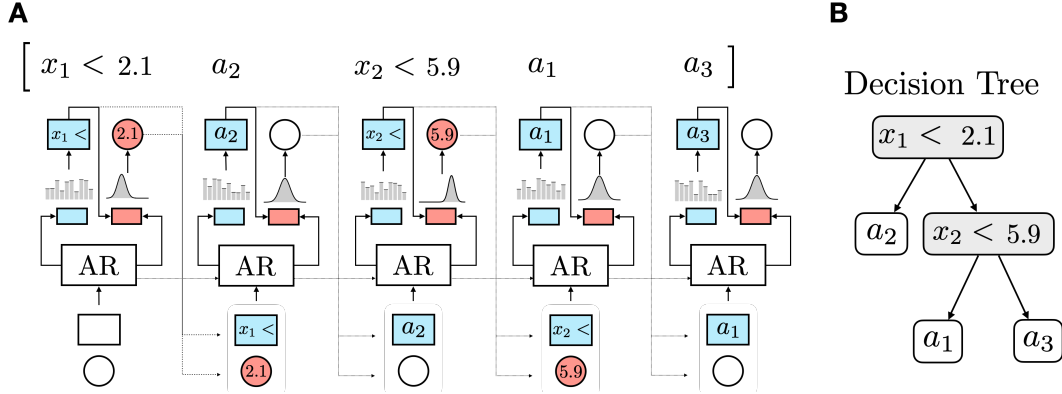 A
B
[ x₁ < 2.1 a₂ x₂ < 5.9 a₁ a₃ ]
Decision Tree
x₁ < 2.1 a₂ x₂ < 5.9 a₁ a₃
x₁ < 2.1
a₂ x₂ < 5.9
AR AR AR AR AR
x₁ < a₂ x₂ < a₁
2.1 5.9
a₁ a₃